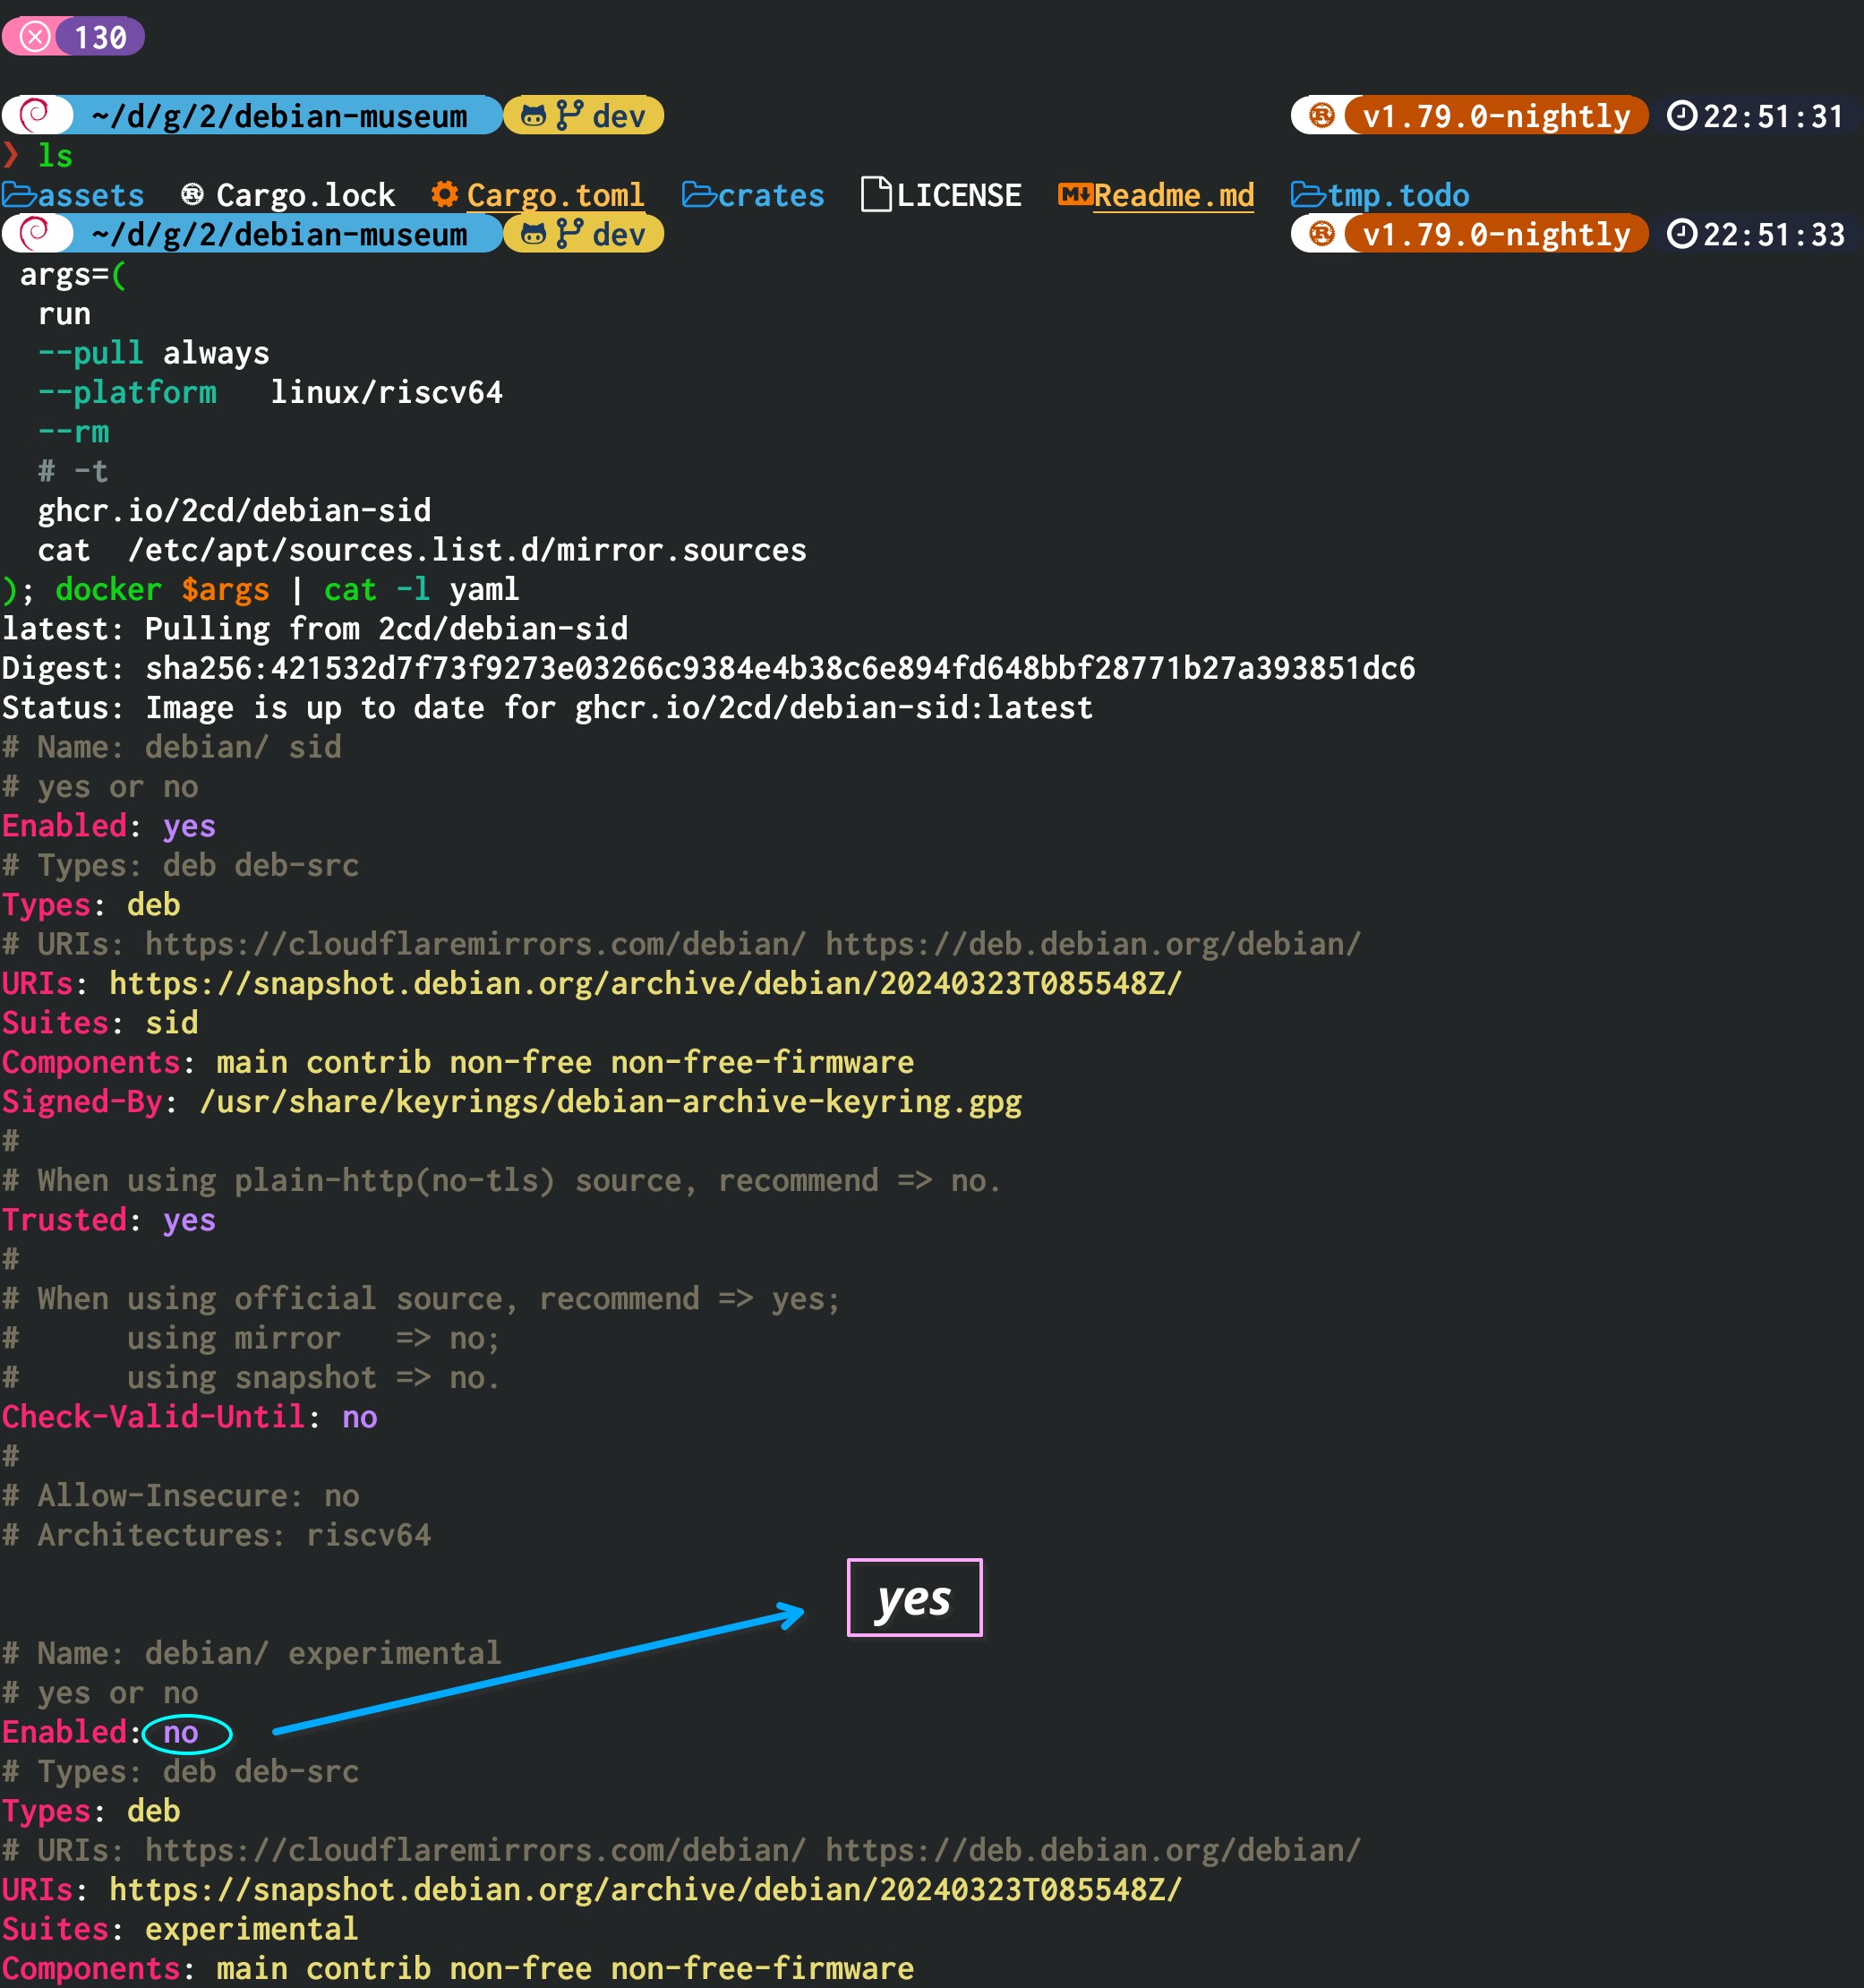 130
~/d/g/2/debian-museum dev v1.79.0-nightly 22:51:31
❯ ls
assets Cargo.lock Cargo.toml crates LICENSE Readme.md tmp.todo
~/d/g/2/debian-museum dev v1.79.0-nightly 22:51:33
args=(
run
--pull always
--platform linux/riscv64
--rm
# -t
ghcr.io/2cd/debian-sid
cat /etc/apt/sources.list.d/mirror.sources
); docker $args | cat -l yaml
latest: Pulling from 2cd/debian-sid
Digest: sha256:421532d7f73f9273e03266c9384e4b38c6e894fd648bbf28771b27a393851dc6
Status: Image is up to date for ghcr.io/2cd/debian-sid:latest
# Name: debian/ sid
# yes or no
Enabled: yes
# Types: deb deb-src
Types: deb
# URIs: https://cloudflaremirrors.com/debian/ https://deb.debian.org/debian/
URIs: https://snapshot.debian.org/archive/debian/20240323T085548Z/
Suites: sid
Components: main contrib non-free non-free-firmware
Signed-By: /usr/share/keyrings/debian-archive-keyring.gpg
#
# When using plain-http(no-tls) source, recommend => no.
Trusted: yes
#
# When using official source, recommend => yes;
# using mirror => no;
# using snapshot => no.
Check-Valid-Until: no
#
# Allow-Insecure: no
# Architectures: riscv64
yes
# Name: debian/ experimental
# yes or no
Enabled: no
# Types: deb deb-src
Types: deb
# URIs: https://cloudflaremirrors.com/debian/ https://deb.debian.org/debian/
URIs: https://snapshot.debian.org/archive/debian/20240323T085548Z/
Suites: experimental
Components: main contrib non-free non-free-firmware